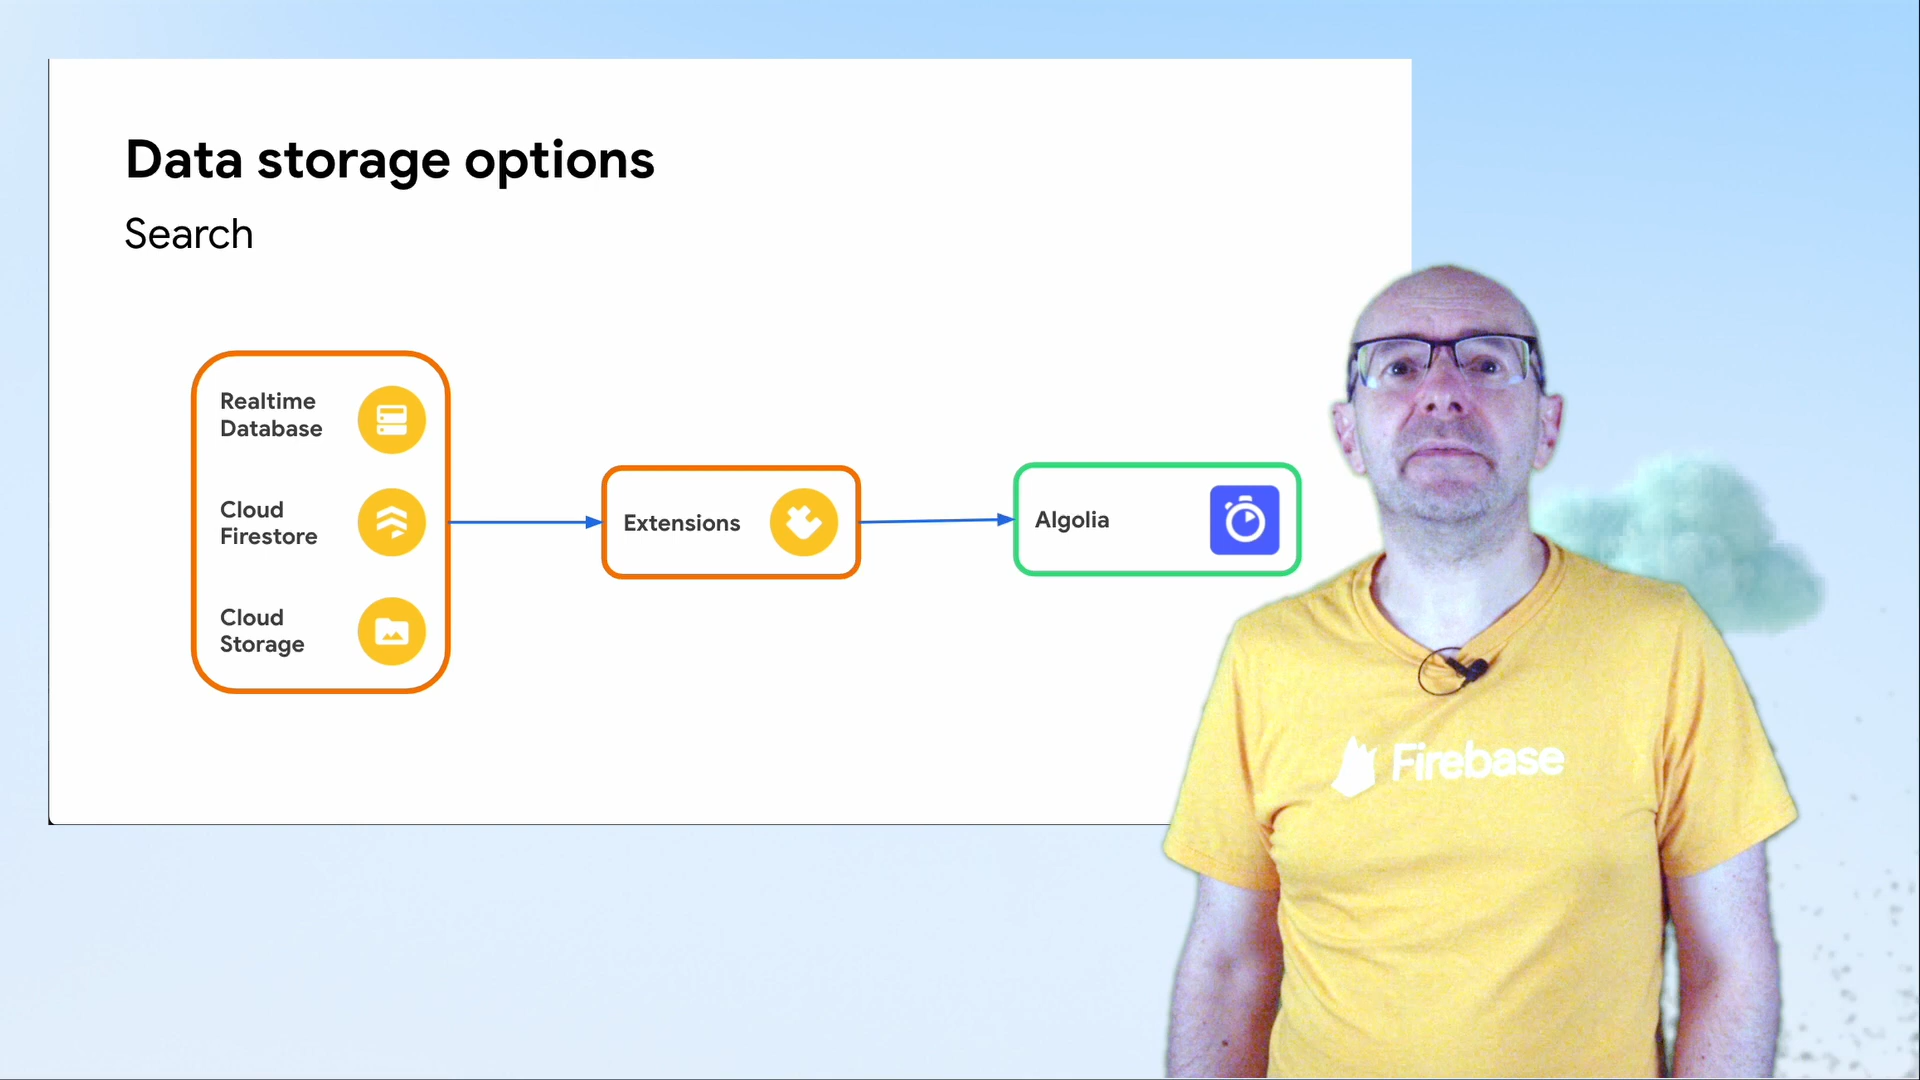 Data storage options
Search
Realtime
Database
Cloud
Firestore
Cloud
Storage
Extensions
Algolia
Firebase